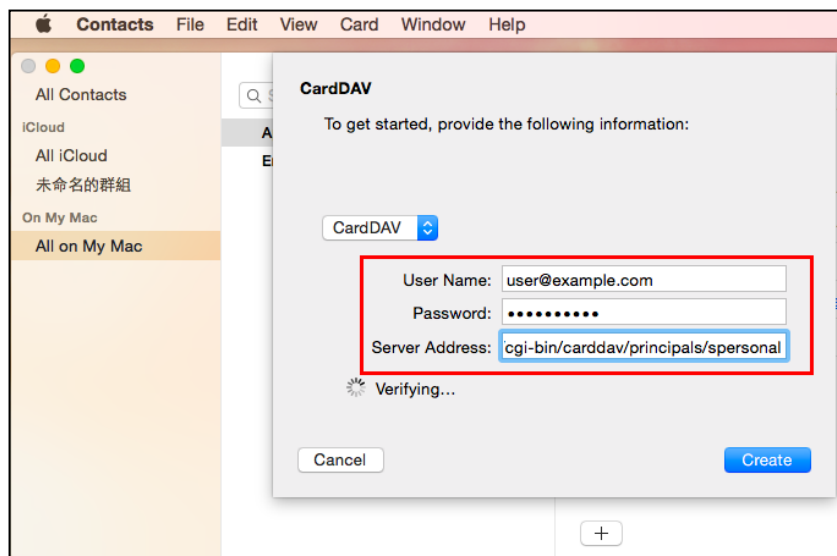 Contacts File Edit View Card Window Help
All Contacts
iCloud
All iCloud
未命名的群組
On My Mac
All on My Mac
CardDAV
To get started, provide the following information:
CardDAV
User Name: user@example.com
Password: ••••••••••
Server Address: cgi-bin/carddav/principals/spersonal
Verifying...
Cancel Create
+